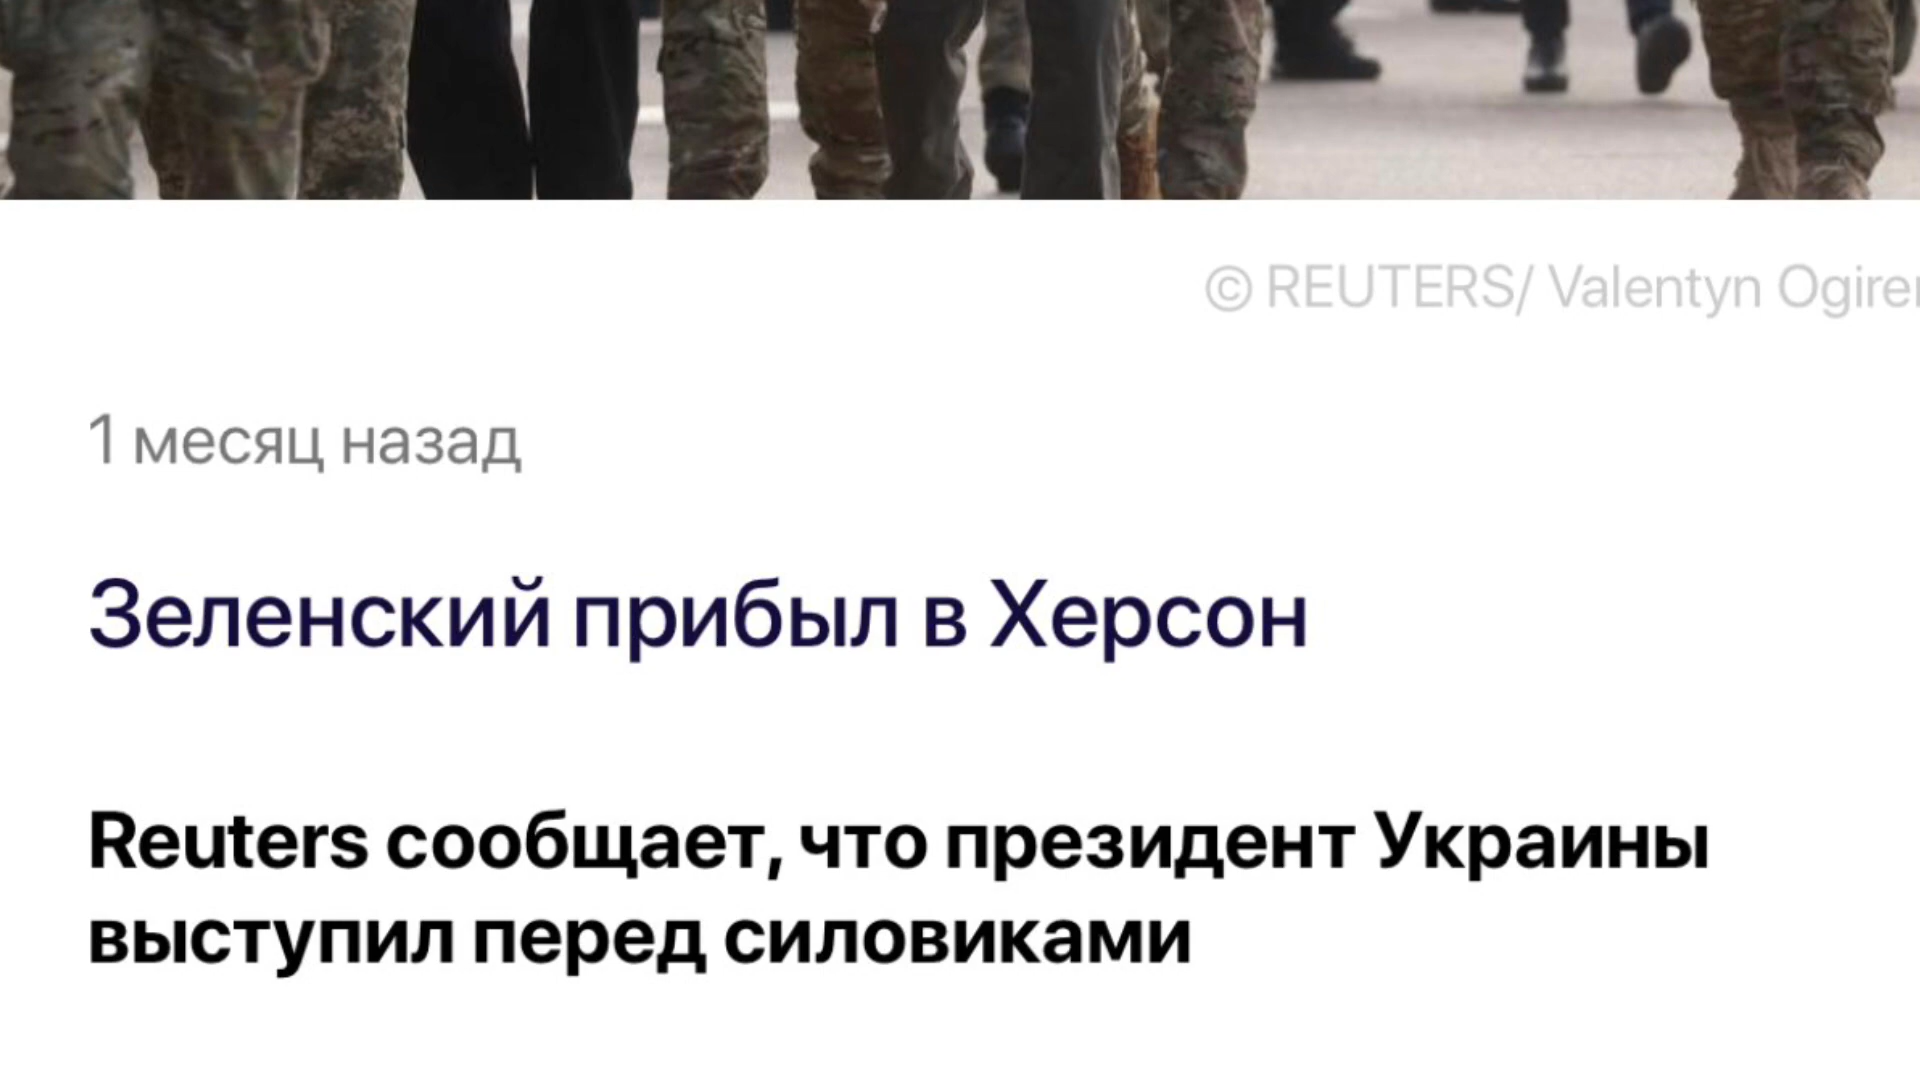 © REUTERS/ Valentyn
1 месяц назад
Зеленский прибыл в Херсон
Reuters сообщает, что президент Украины
выступил перед силовиками